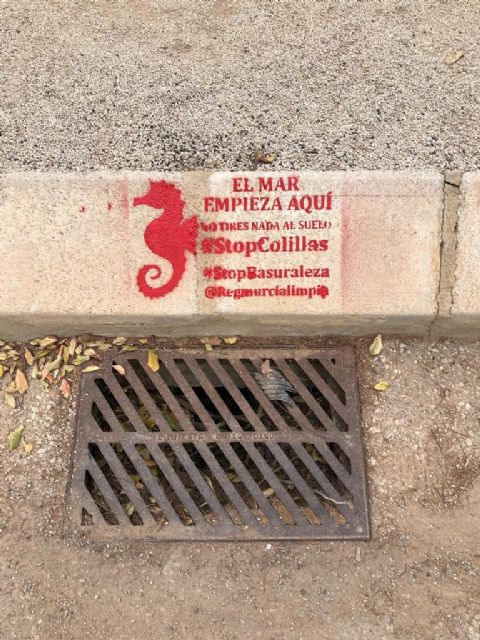 EL MAR
EMPIEZA AQUÍ
NO TIRES NADA AL SUELO
#StopColillas
#StopBasuraleza
@Regmurcialimpia